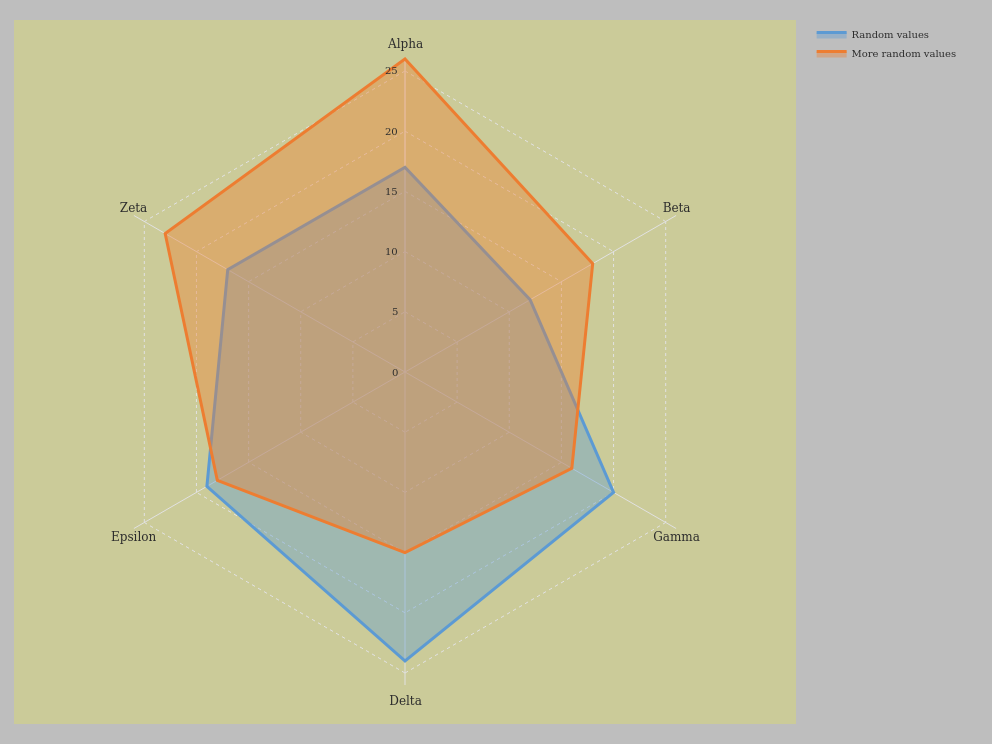 Random values
More random values
Alpha
25
20
15
10
5
0
Zeta
Beta
Epsilon
Gamma
Delta